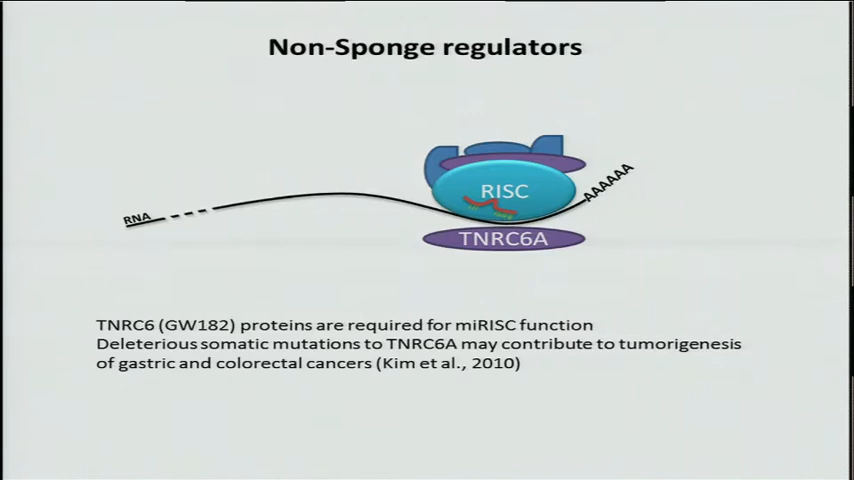 Non-Sponge regulators
RISC
AAAAAA
RNA
TNRC6A
TNRC6 (GW182) proteins are required for miRISC function
Deleterious somatic mutations to TNRC6A may contribute to tumorigenesis
of gastric and colorectal cancers (Kim et al., 2010)